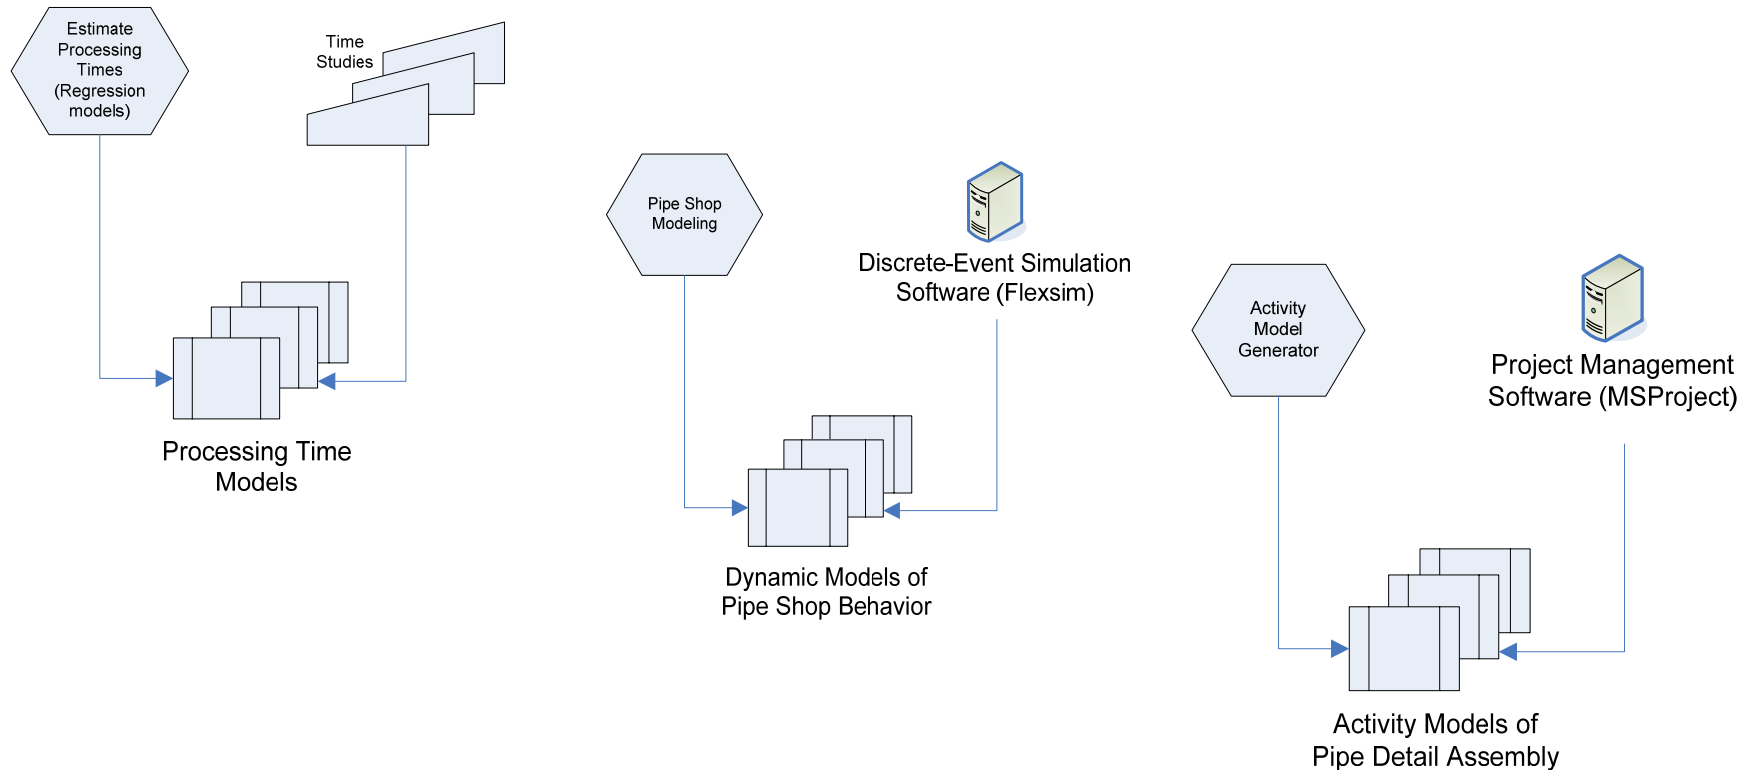 Estimate
Processing
Times
(Regression
models)
Time
Studies
Processing Time
Models
Pipe Shop
Modeling
Discrete-Event Simulation
Software (Flexsim)
Dynamic Models of
Pipe Shop Behavior
Activity
Model
Generator
Project Management
Software (MSProject)
Activity Models of
Pipe Detail Assembly